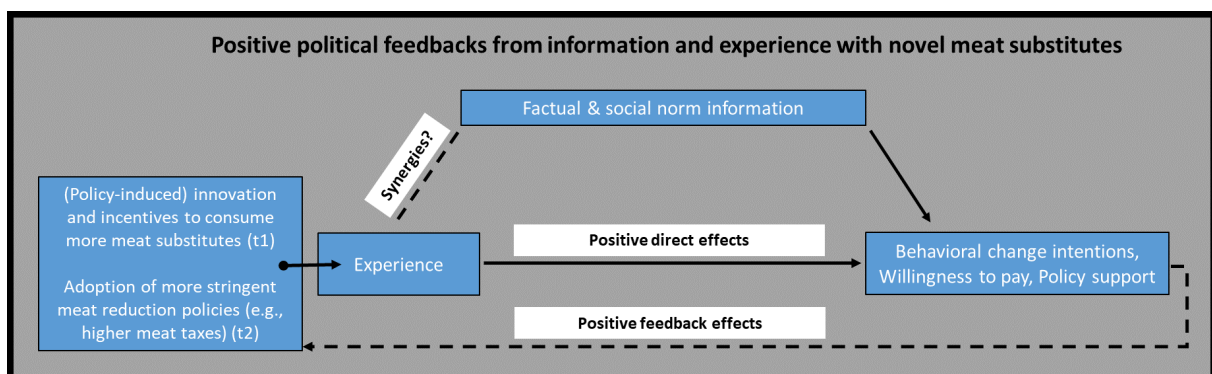 Positive political feedbacks from information and experience with novel meat substitutes
Factual & social norm information
Synergies?
(Policy-induced) innovation
and incentives to consume
more meat substitutes (t1)
Adoption of more stringent
meat reduction policies (e.g.,
higher meat taxes) (t2)
Experience
Positive direct effects
Behavioral change intentions,
Willingness to pay, Policy support
Positive feedback effects